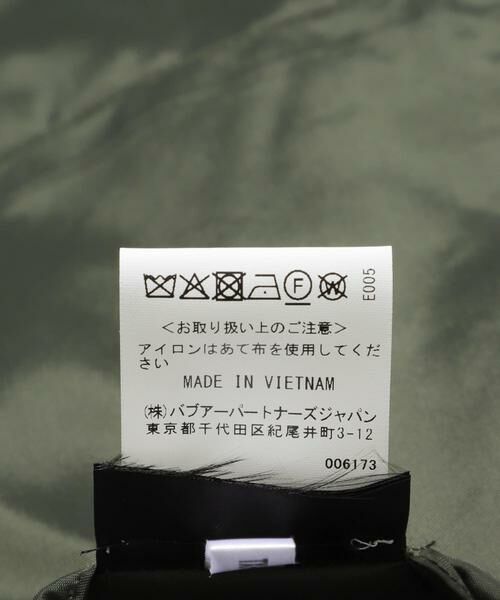 F W E005
<お取り扱い上のご注意>
アイロンはあて布を使用してくだ
さい
MADE IN VIETNAM
(株)バブアーパートナーズジャパン
東京都千代田区紀尾井町3-12
006173